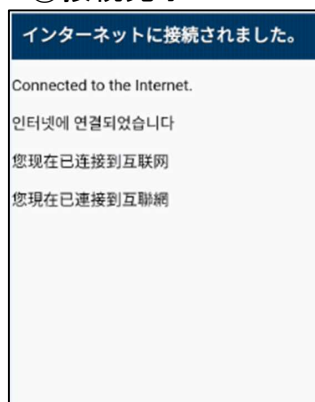 インターネットに接続されました。
Connected to the Internet.
인터넷에 연결되었습니다
您现在已连接到互联网
您現在已連接到互聯網